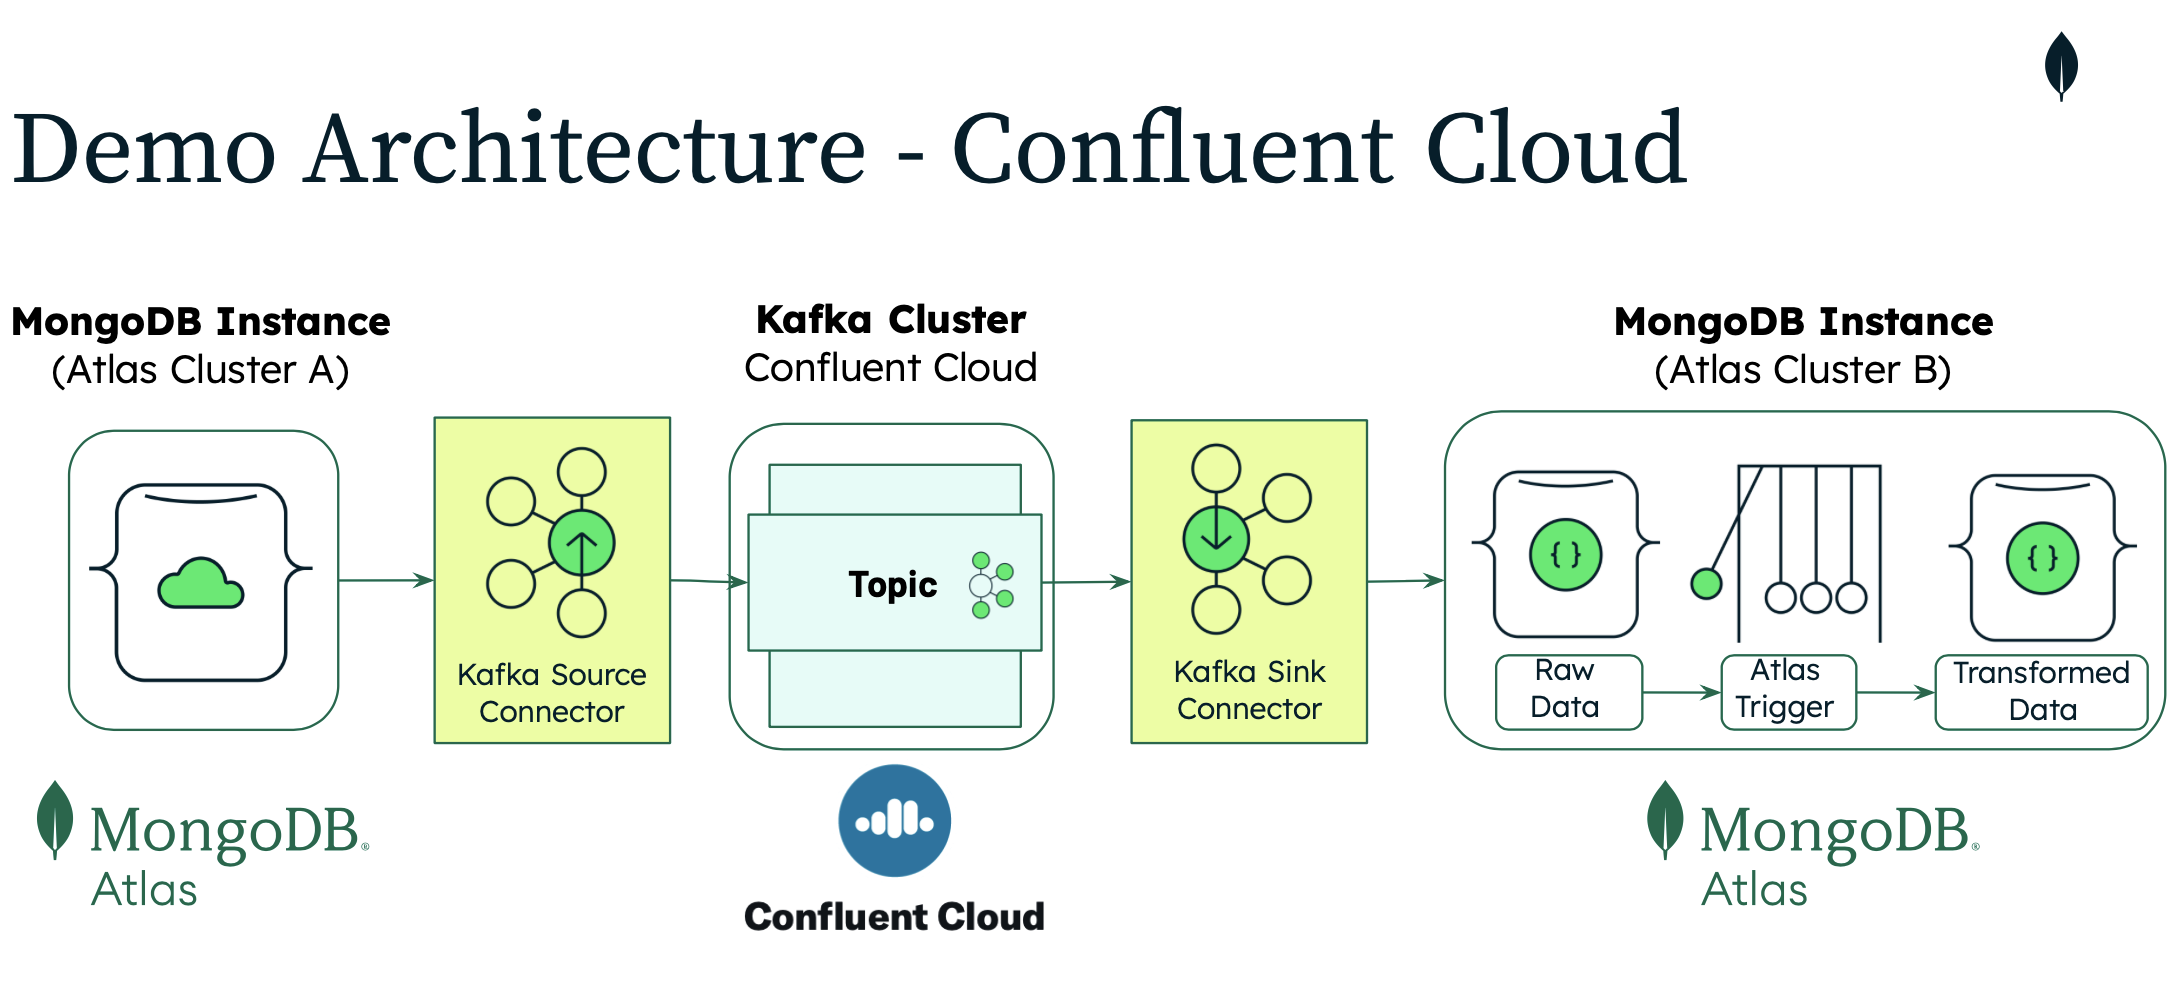 Demo Architecture - Confluent Cloud
MongoDB Instance
(Atlas Cluster A)
Kafka Source
Connector
MongoDB®
Atlas
Kafka Cluster
Confluent Cloud
Topic
Confluent Cloud
Kafka Sink
Connector
MongoDB Instance
(Atlas Cluster B)
{}
{}
Raw
Data
Atlas
Trigger
Transformed
Data
MongoDB®
Atlas